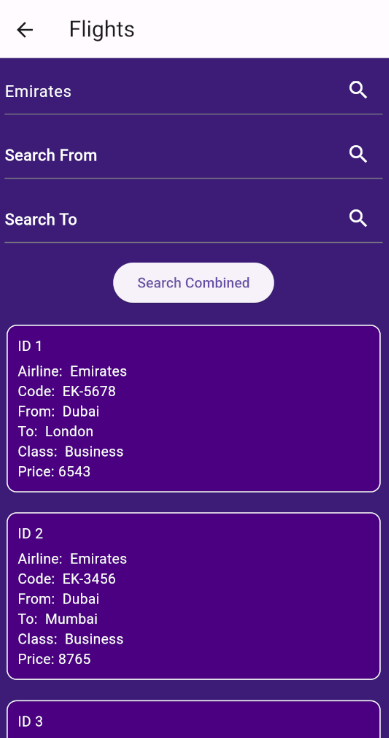 Flights
Emirates
Search From
Search To
Search Combined
ID 1
Airline:  Emirates
Code:  EK-5678
From:  Dubai
To:  London
Class:  Business
Price: 6543
ID 2
Airline:  Emirates
Code:  EK-3456
From:  Dubai
To:  Mumbai
Class:  Business
Price: 8765
ID 3